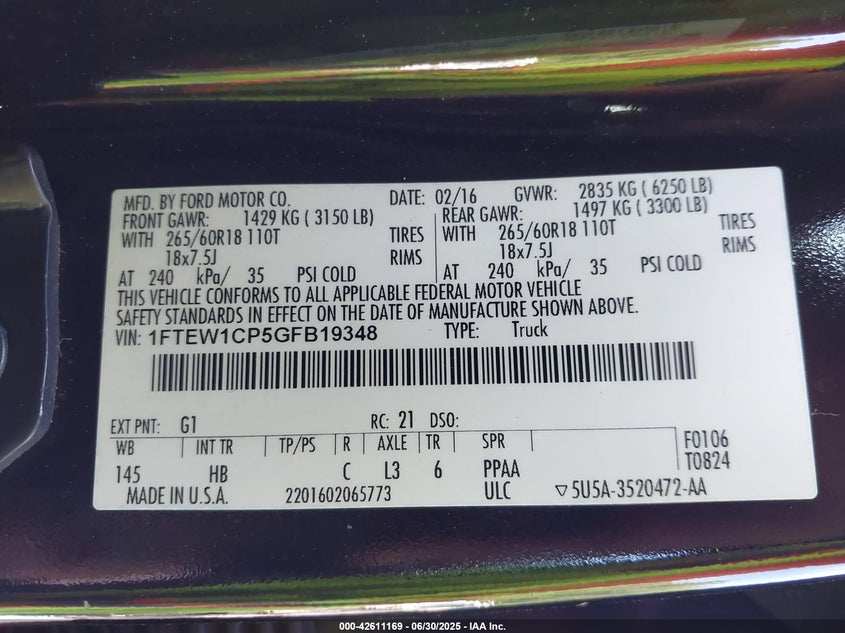 MFD. BY FORD MOTOR CO. DATE: 02/16 GVWR: 2835 KG ( 6250 LB)
FRONT GAWR: 1429 KG ( 3150 LB) REAR GAWR: 1497 KG ( 3300 LB)
WITH 265/60R18 110T TIRES WITH 265/60R18 110T TIRES
18x7.5J RIMS 18x7.5J RIMS
AT 240 kPa/ 35 PSI COLD AT 240 kPa/ 35 PSI COLD
THIS VEHICLE CONFORMS TO ALL APPLICABLE FEDERAL MOTOR VEHICLE
SAFETY STANDARDS IN EFFECT ON THE DATE OF MANUFACTURE SHOWN ABOVE.
VIN: 1FTEW1CP5GFB19348 TYPE: Truck
EXT PNT: G1 RC: 21 DSO:
WB INT TR TP/PS R AXLE TR SPR F0106
145 HB C L3 6 PPAA T0824
MADE IN U.S.A. 2201602065773 ULC ▽5U5A-3520472-AA
000-42611169 - 06/30/2025 - IAA Inc.